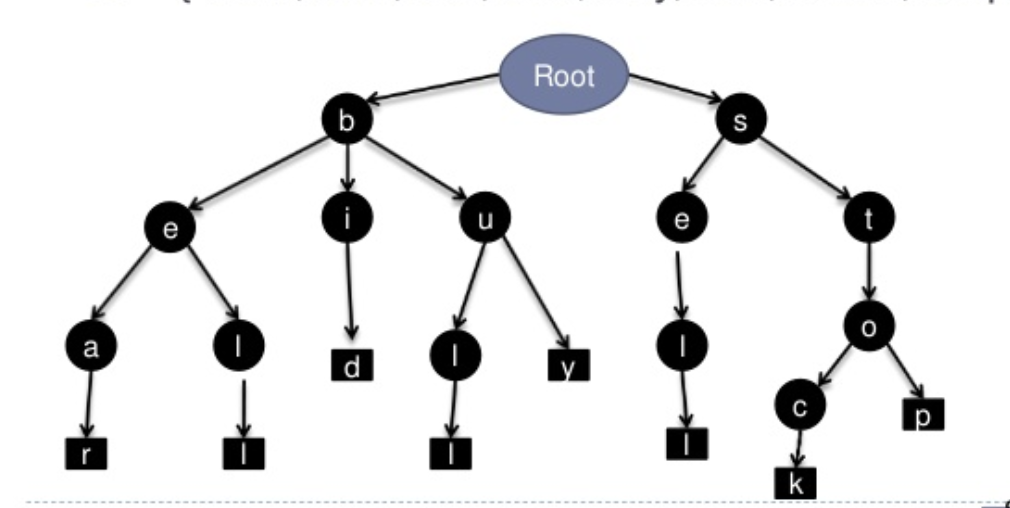 Root
b s
e i u e t
a l d l y l o
r l l l c p
k